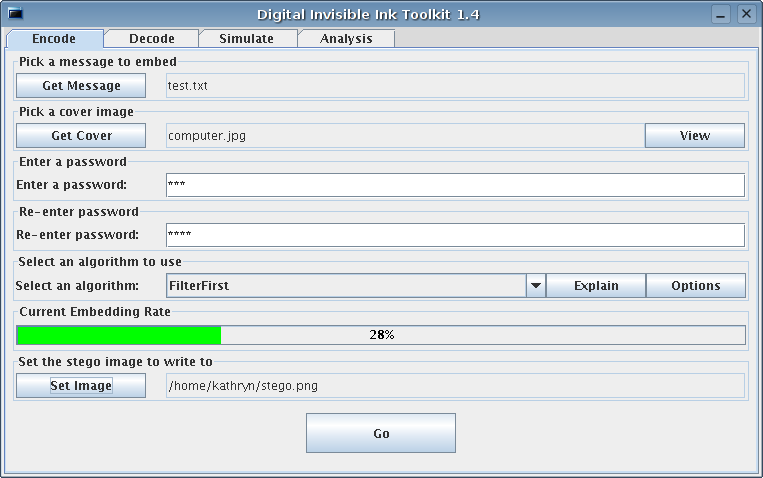 Digital Invisible Ink Toolkit 1.4
Encode Decode Simulate Analysis
Pick a message to embed
Get Message test.txt
Pick a cover image
Get Cover computer.jpg View
Enter a password
Enter a password: ***
Re-enter password
Re-enter password: ****
Select an algorithm to use
Select an algorithm: FilterFirst Explain Options
Current Embedding Rate
28%
Set the stego image to write to
Set Image /home/kathryn/stego.png
Go